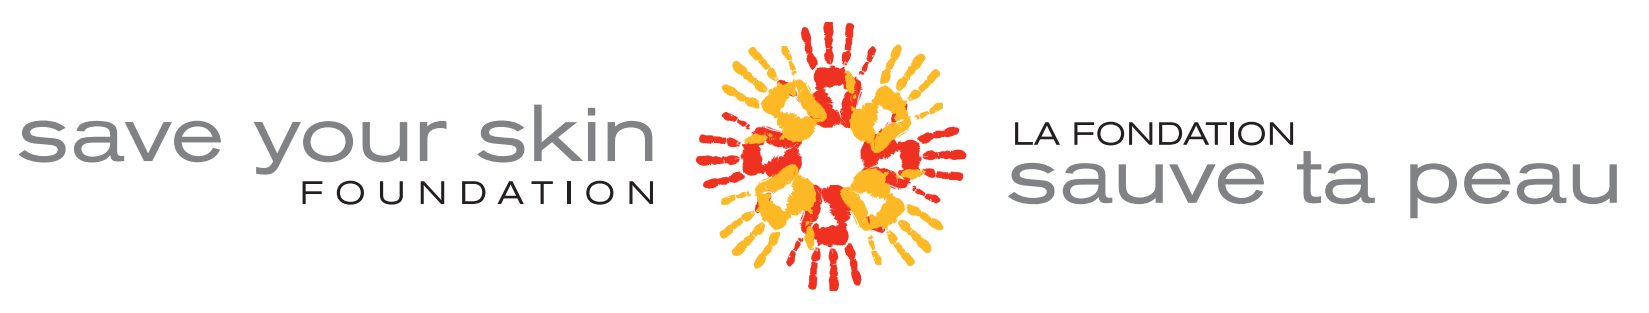 save your skin
FOUNDATION
LA FONDATION
sauve ta peau